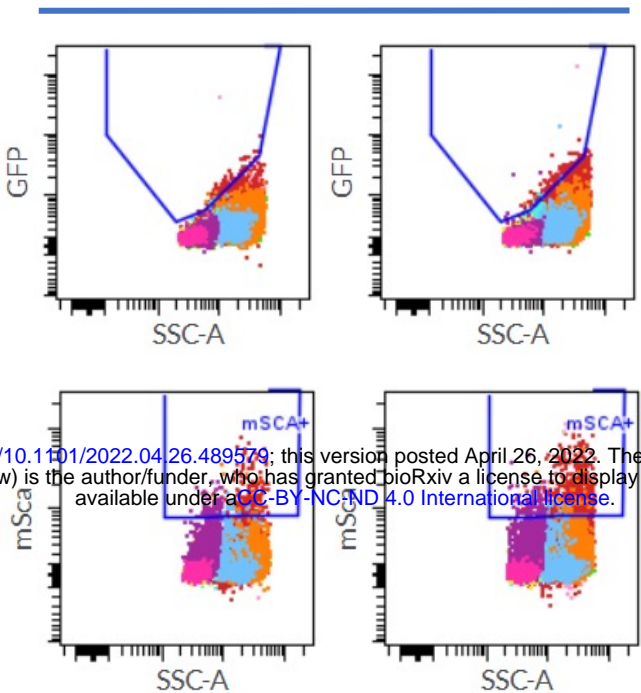 GFP
GFP
SSC-A
SSC-A
mSCA+
mSCA+
/10.1101/2022.04.26.489579; this version posted April 26, 2022. The
w) is the author/funder, who has granted bioRxiv a license to display
available under aCC-BY-NC-ND 4.0 International license.
mSca
SSC-A
SSC-A